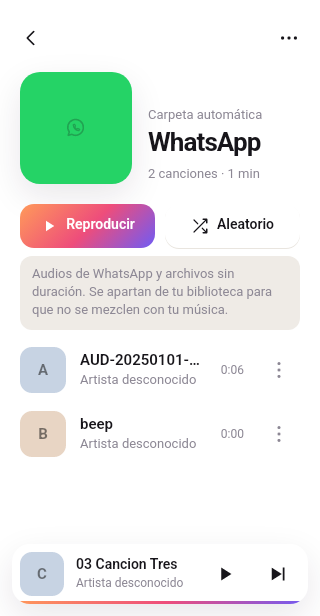 Carpeta automática
WhatsApp
2 canciones · 1 min
Reproducir
Aleatorio
Audios de WhatsApp y archivos sin
duración. Se apartan de tu biblioteca para
que no se mezclen con tu música.
A
AUD-20250101-...
Artista desconocido
0:06
B
beep
Artista desconocido
0:00
C
03 Cancion Tres
Artista desconocido